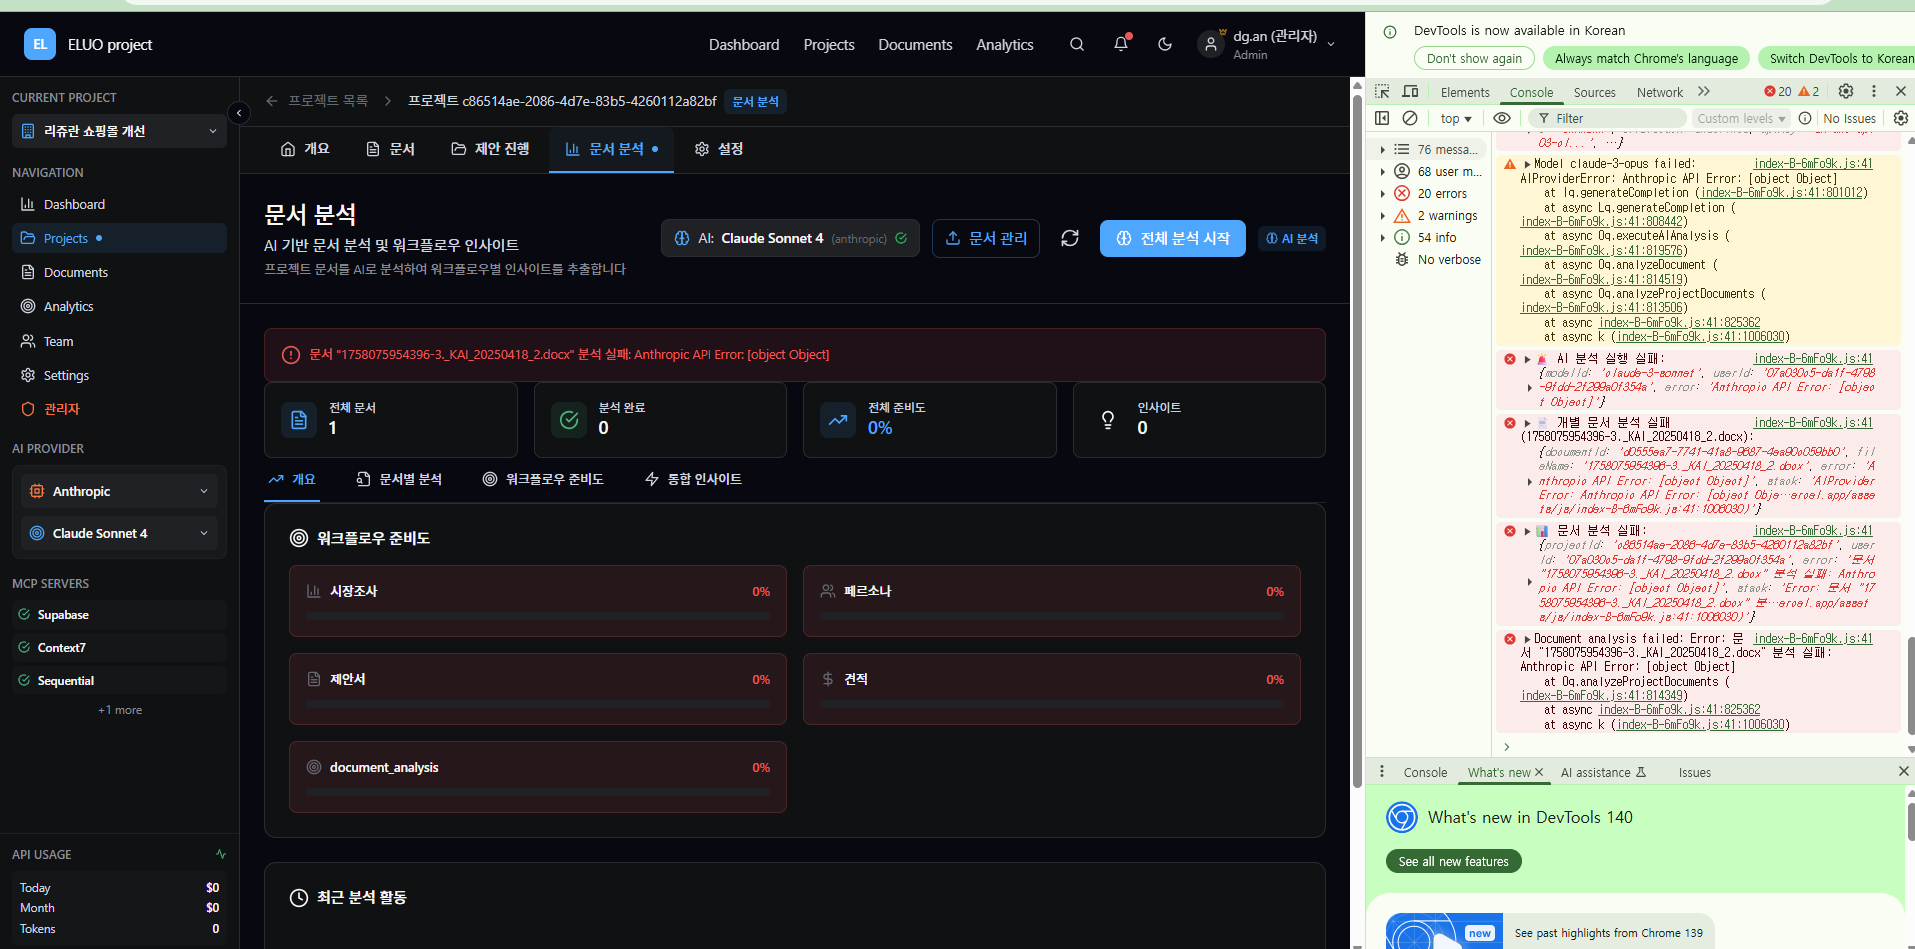 EL ELUO project
Dashboard Projects Documents Analytics
dg.an (관리자)
Admin
CURRENT PROJECT
리쥬란 쇼핑몰 개선
NAVIGATION
Dashboard
Projects
Documents
Analytics
Team
Settings
관리자
AI PROVIDER
Anthropic
Claude Sonnet 4
MCP SERVERS
Supabase
Context7
Sequential
+1 more
API USAGE
Today $0
Month $0
Tokens 0
프로젝트 목록 프로젝트 c86514ae-2086-4d7e-83b5-4260112a82bf 문서 분석
개요 문서 제안 진행 문서 분석 설정
문서 분석
AI 기반 문서 분석 및 워크플로우 인사이트
프로젝트 문서를 AI로 분석하여 워크플로우별 인사이트를 추출합니다
AI: Claude Sonnet 4 (anthropic) 문서 관리 전체 분석 시작 AI 분석
문서 "1758075954396-3._KAI_20250418_2.docx" 분석 실패: Anthropic API Error: [object Object]
전체 문서
1
분석 완료
0
전체 준비도
0%
인사이트
0
개요 문서별 분석 워크플로우 준비도 통합 인사이트
워크플로우 준비도
시장조사 0%
페르소나 0%
제안서 0%
견적 0%
document_analysis 0%
최근 분석 활동
DevTools is now available in Korean
Don't show again Always match Chrome's language Switch DevTools to Korean
Elements Console Sources Network 20 2
top Filter Custom levels No Issues
76 messa...
68 user m...
20 errors
2 warnings
54 info
No verbose
Model claude-3-opus failed: index-B-6mFo9k.js:41
AIProviderError: Anthropic API Error: [object Object]
at Iq.generateCompletion (index-B-6mFo9k.js:41:801012)
at async Lq.generateCompletion (
index-B-6mFo9k.js:41:808442)
at async Oq.executeAIAnalysis (
index-B-6mFo9k.js:41:819576)
at async Oq.analyzeDocument (
index-B-6mFo9k.js:41:814519)
at async Oq.analyzeProjectDocuments (
index-B-6mFo9k.js:41:813506)
at async index-B-6mFo9k.js:41:825362
at async k (index-B-6mFo9k.js:41:1006030)
AI 분석 실행 실패: index-B-6mFo9k.js:41
{modelId: 'claude-3-sonnet', userId: '07a030c5-da1f-4798
-9fdd-2f299a0f354a', error: 'Anthropic API Error: [objec
t Object]'}
개별 문서 분석 실패 index-B-6mFo9k.js:41
(1758075954396-3._KAI_20250418_2.docx):
{documentId: 'd0555ea7-7741-41a8-9687-4ea90c059bb0', fil
eName: '1758075954396-3._KAI_20250418_2.docx', error: 'A
nthropic API Error: [object Object]', stack: 'AIProvider
Error: Anthropic API Error: [object Obje…ercel.app/asse
ts/js/index-B-6mFo9k.js:41:1006030)'}
문서 분석 실패: index-B-6mFo9k.js:41
{projectId: 'c86514ae-2086-4d7e-83b5-4260112a82bf', user
Id: '07a030c5-da1f-4798-9fdd-2f299a0f354a', error: '문서
"1758075954396-3._KAI_20250418_2.docx" 분석 실패: Anthro
pic API Error: [object Object]', stack: 'Error: 문서 "17
58075954396-3._KAI_20250418_2.docx" 분…ercel.app/asset
s/js/index-B-6mFo9k.js:41:1006030)'}
Document analysis failed: Error: 문 index-B-6mFo9k.js:41
서 "1758075954396-3._KAI_20250418_2.docx" 분석 실패:
Anthropic API Error: [object Object]
at Oq.analyzeProjectDocuments (
index-B-6mFo9k.js:41:814349)
at async index-B-6mFo9k.js:41:825362
at async k (index-B-6mFo9k.js:41:1006030)
Console What's new AI assistance Issues
What's new in DevTools 140
See all new features
new
See past highlights from Chrome 139